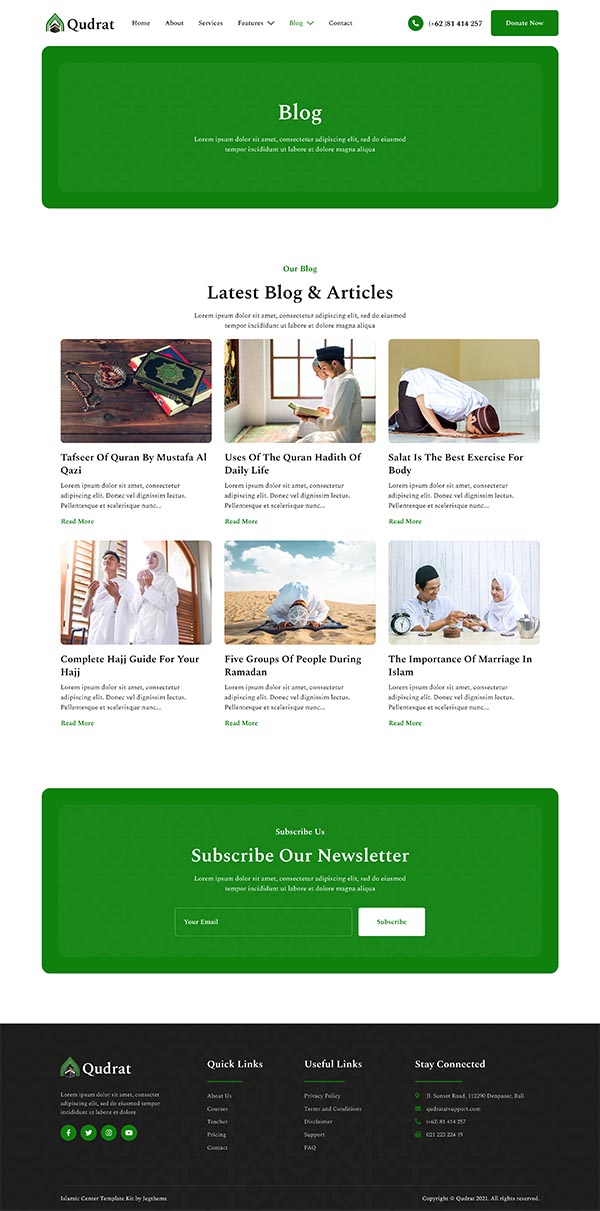 Qudrat
Home About Services Features Blog Contact
(+62 )81 414 257
Donate Now
Blog
Lorem ipsum dolor sit amet, consectetur adipiscing elit, sed do eiusmod
tempor incididunt ut labore et dolore magna aliqua
Our Blog
Latest Blog & Articles
Lorem ipsum dolor sit amet, consectetur adipiscing elit, sed do eiusmod
tempor incididunt ut labore et dolore magna aliqua
Tafseer Of Quran By Mustafa Al
Qazi
Lorem ipsum dolor sit amet, consectetur
adipiscing elit. Donec vel dignissim lectus.
Pellentesque et scelerisque nunc...
Read More
Uses Of The Quran Hadith Of
Daily Life
Lorem ipsum dolor sit amet, consectetur
adipiscing elit. Donec vel dignissim lectus.
Pellentesque et scelerisque nunc...
Read More
Salat Is The Best Exercise For
Body
Lorem ipsum dolor sit amet, consectetur
adipiscing elit. Donec vel dignissim lectus.
Pellentesque et scelerisque nunc...
Read More
Complete Hajj Guide For Your
Hajj
Lorem ipsum dolor sit amet, consectetur
adipiscing elit. Donec vel dignissim lectus.
Pellentesque et scelerisque nunc...
Read More
Five Groups Of People During
Ramadan
Lorem ipsum dolor sit amet, consectetur
adipiscing elit. Donec vel dignissim lectus.
Pellentesque et scelerisque nunc...
Read More
The Importance Of Marriage In
Islam
Lorem ipsum dolor sit amet, consectetur
adipiscing elit. Donec vel dignissim lectus.
Pellentesque et scelerisque nunc...
Read More
Subscribe Us
Subscribe Our Newsletter
Lorem ipsum dolor sit amet, consectetur adipiscing elit, sed do eiusmod
tempor incididunt ut labore et dolore magna aliqua
Your Email
Subscribe
Qudrat
Lorem ipsum dolor sit amet, consectet
adipiscing elit, sed do eiusmod tempor
incididunt ut labore et dolore
Quick Links
About Us
Courses
Teacher
Pricing
Contact
Useful Links
Privacy Policy
Terms and Conditions
Disclaimer
Support
FAQ
Stay Connected
Jl. Sunset Road, 112290 Denpasar, Bali
qudrat@support.com
(+62) 81 414 257
021 223 224 19
Islamic Center Template Kit by Jegtheme
Copyright © Qudrat 2021. All rights reserved.